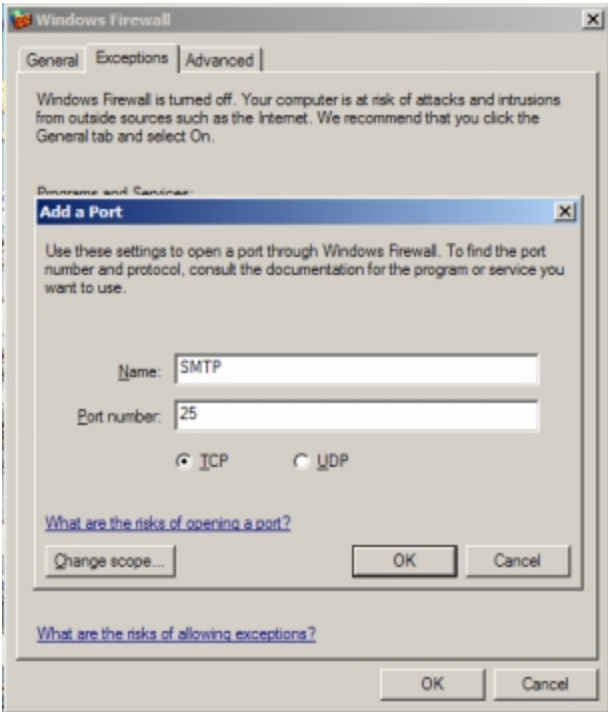 Windows Firewall
General Exceptions Advanced
Windows Firewall is turned off. Your computer is at risk of attacks and intrusions
from outside sources such as the Internet. We recommend that you click the
General tab and select On.
Programs and Services:
Add a Port
Use these settings to open a port through Windows Firewall. To find the port
number and protocol, consult the documentation for the program or service you
want to use.
Name: SMTP
Port number: 25
TCP UDP
What are the risks of opening a port?
Change scope... OK Cancel
What are the risks of allowing exceptions?
OK Cancel